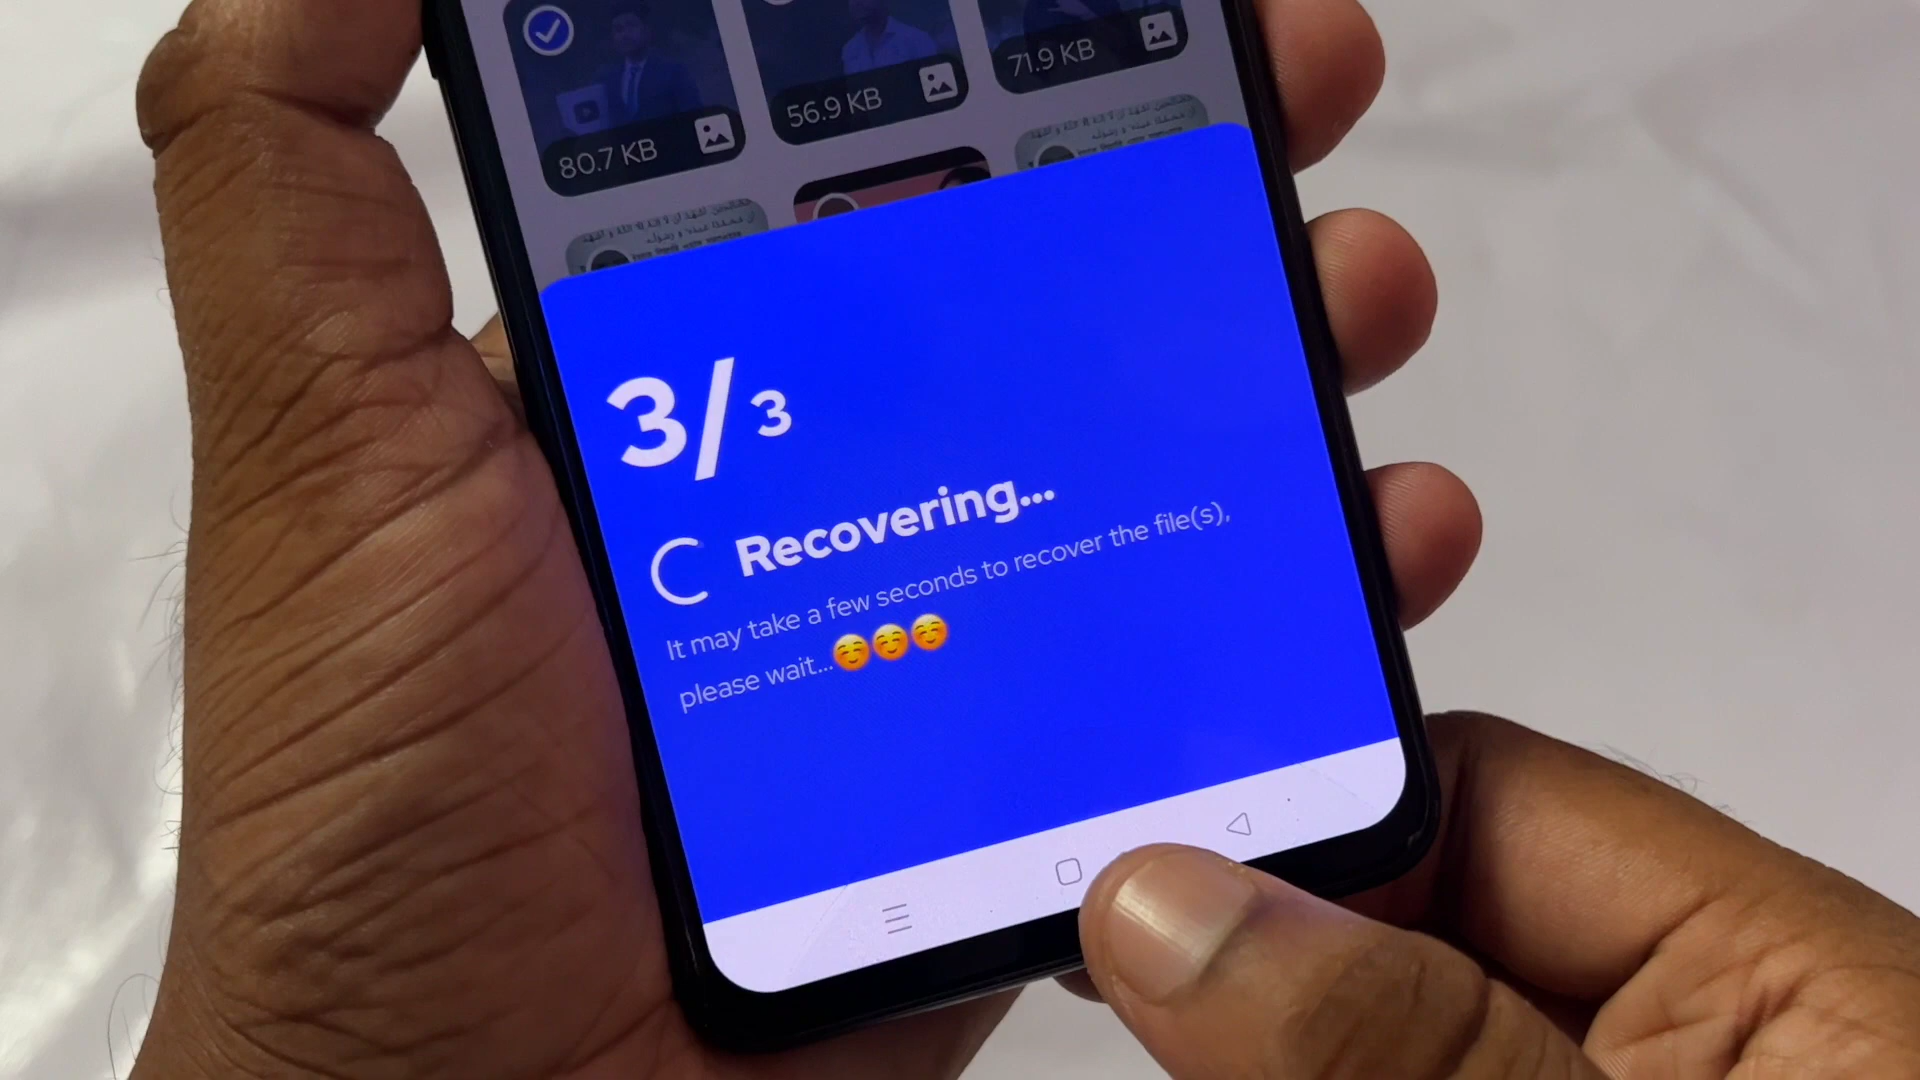 80.7 KB
56.9 KB
71.9 KB
3/3
Recovering...
It may take a few seconds to recover the file(s),
please wait...☺️☺️☺️